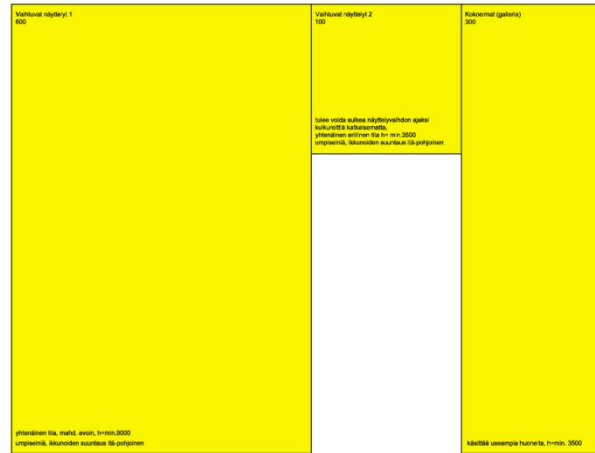 Vaihtuvat näyttelyt 1
600
yhtenäinen tila, mahd. avoin, h=min.9000
umpiseiniä, ikkunoiden suuntaus itä-pohjoinen
Vaihtuvat näyttelyt 2
100
tulee voida sulkea näyttelyvaihdon ajaksi
kulkureittiä katkaisematta,
yhtenäinen erillinen tila h= min.3500
umpiseiniä, ikkunoiden suuntaus itä-pohjoinen
Kokoelmat (galleria)
300
käsittää useampia huoneita, h=min. 3500